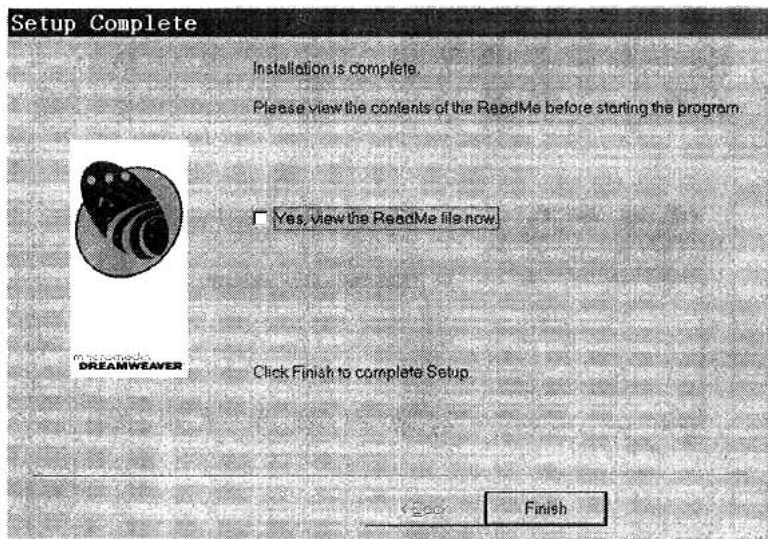 Setup Complete
Installation is complete.
Please view the contents of the ReadMe before starting the program.
Yes, view the ReadMe file now.
macromedia
DREAMWEAVER
Click Finish to complete Setup.
< Back
Finish